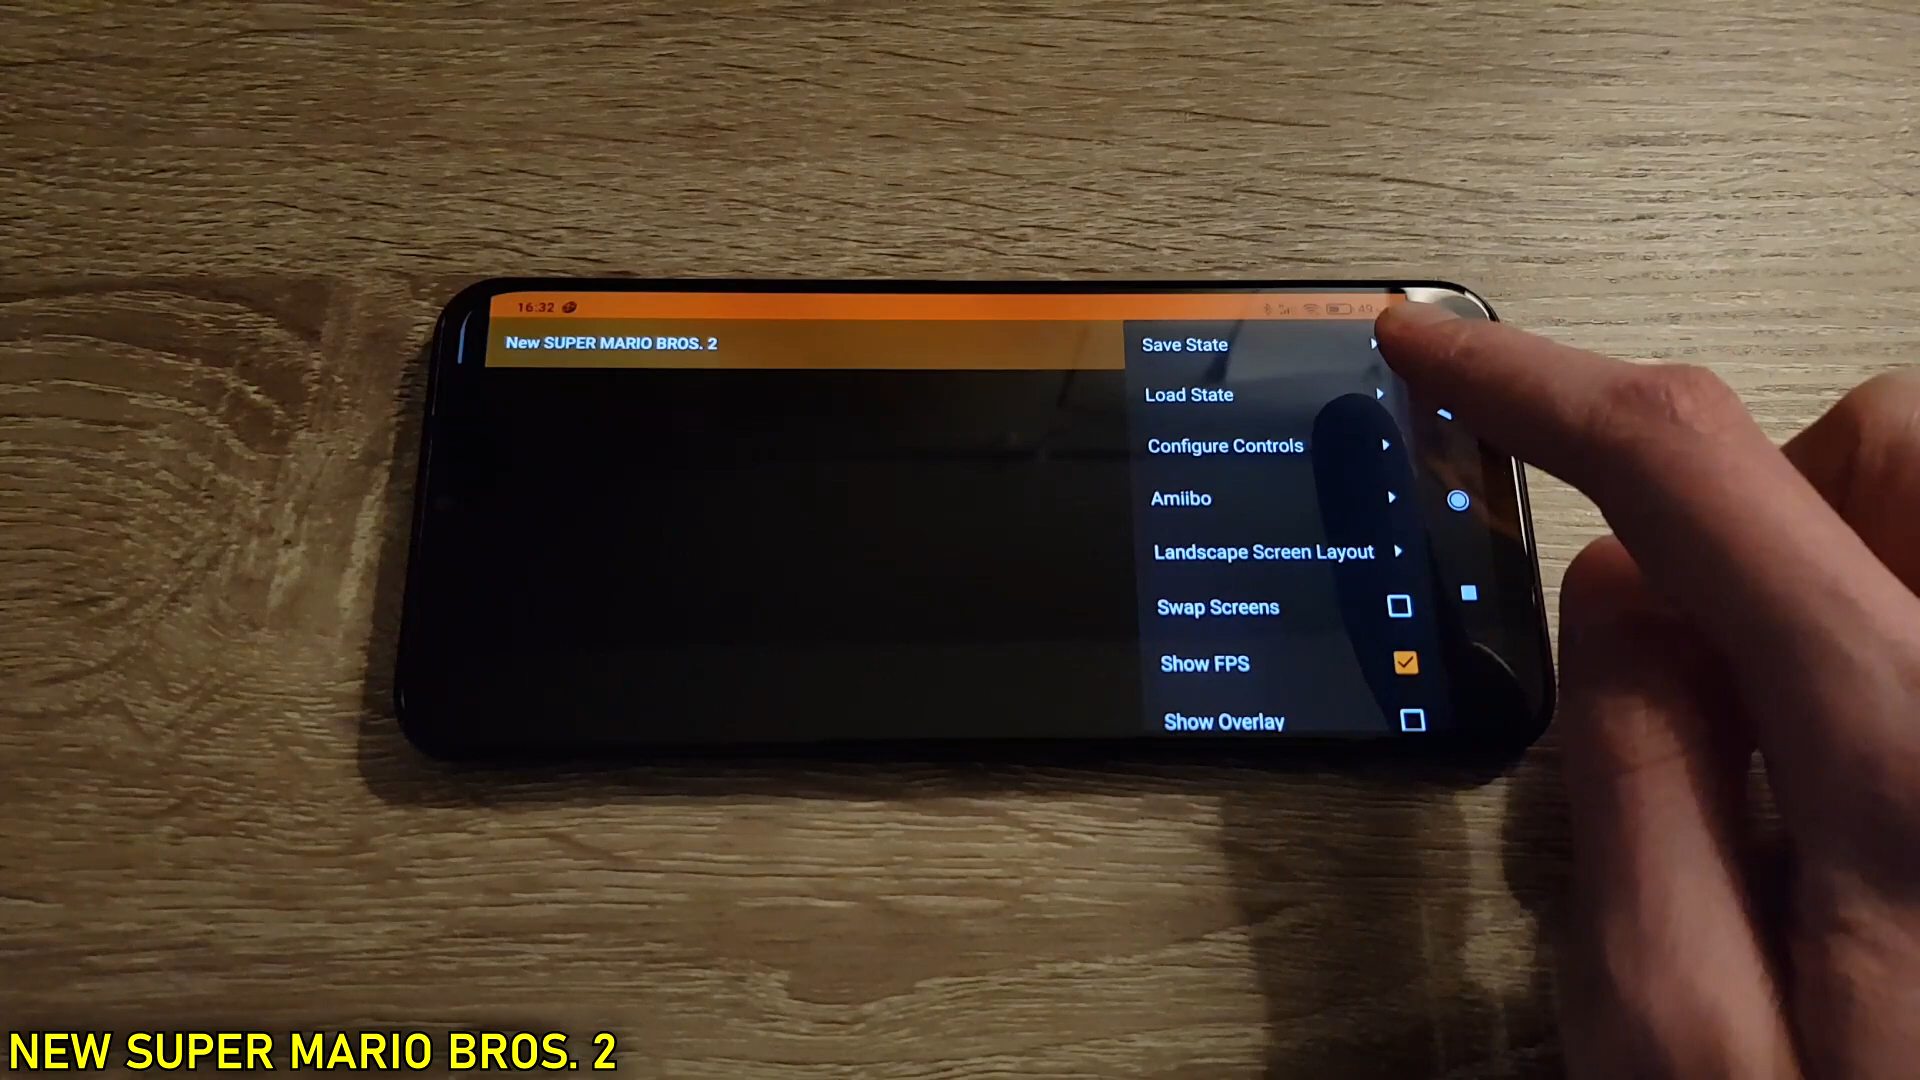 16:32
49
New SUPER MARIO BROS. 2
Save State
Load State
Configure Controls
Amiibo
Landscape Screen Layout
Swap Screens
Show FPS
Show Overlay
NEW SUPER MARIO BROS. 2